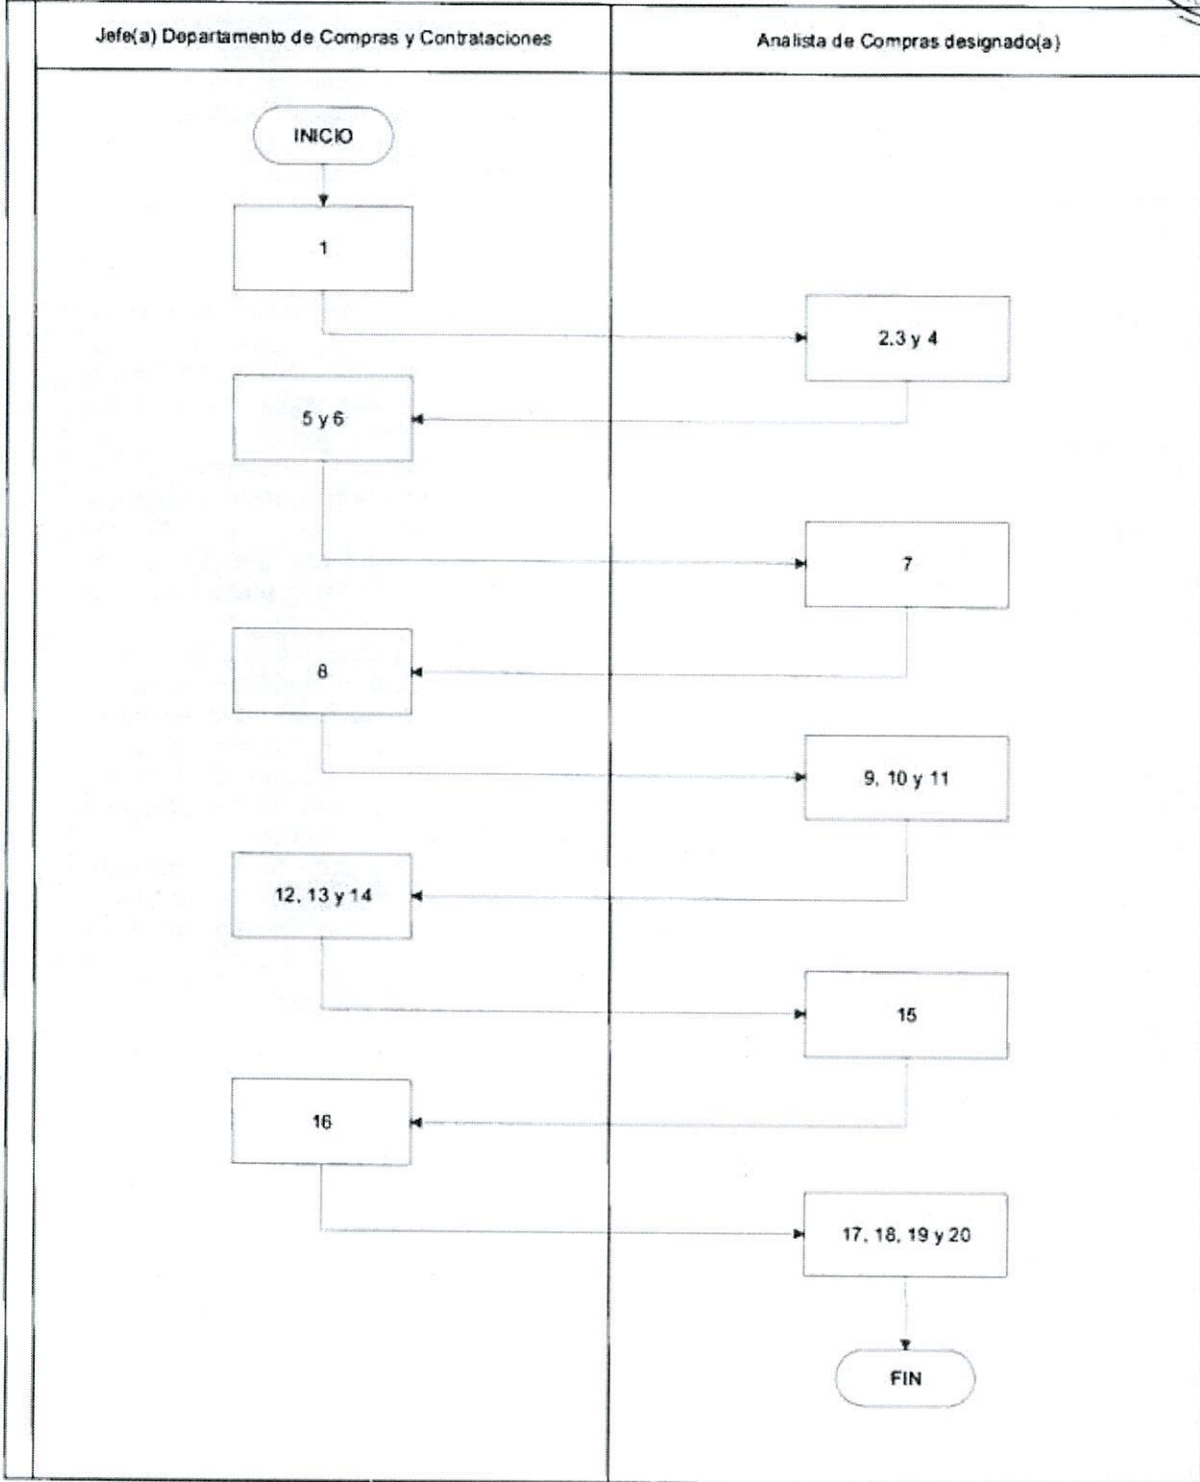 Jefe(a) Departamento de Compras y Contrataciones
Analista de Compras designado(a)
INICIO
1
2.3 y 4
5 y 6
7
8
9, 10 y 11
12, 13 y 14
15
16
17, 18, 19 y 20
FIN